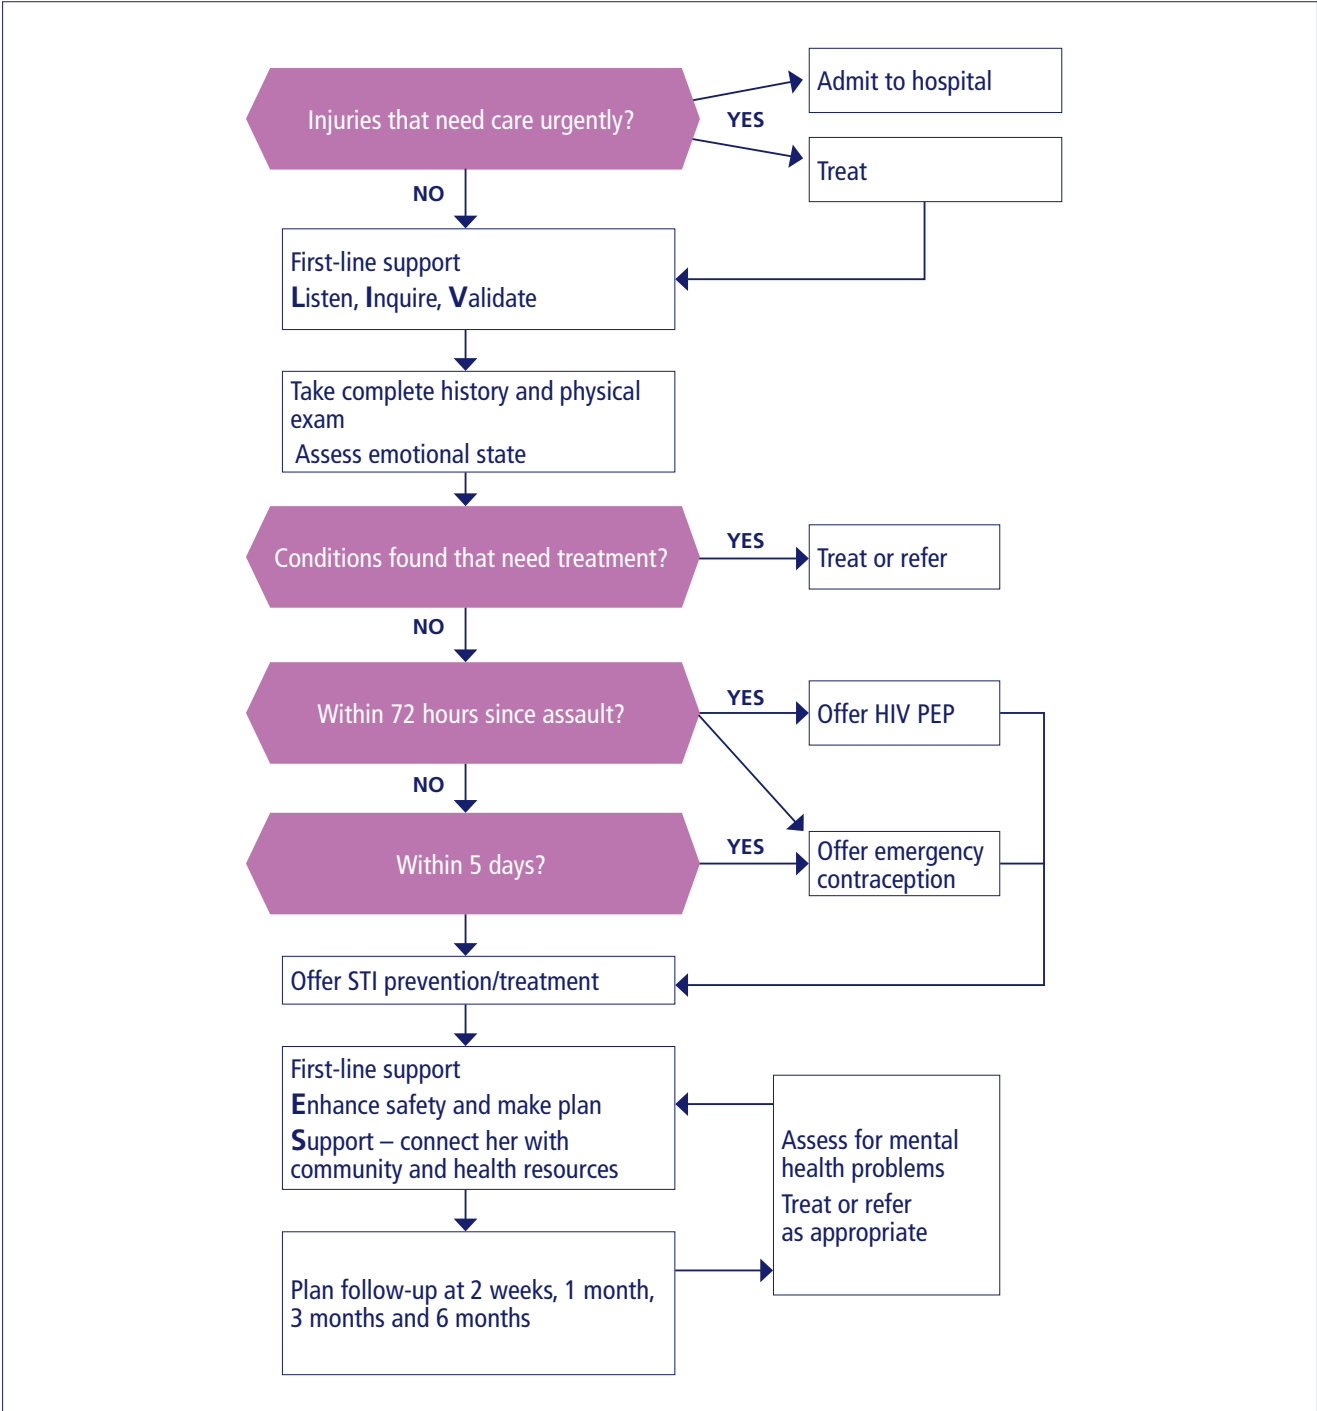 Injuries that need care urgently?
YES
Admit to hospital
Treat
NO
First-line support
Listen, Inquire, Validate
Take complete history and physical
exam
Assess emotional state
Conditions found that need treatment?
YES
Treat or refer
NO
Within 72 hours since assault?
YES
Offer HIV PEP
NO
Within 5 days?
YES
Offer emergency
contraception
Offer STI prevention/treatment
First-line support
Enhance safety and make plan
Support – connect her with
community and health resources
Assess for mental
health problems
Treat or refer
as appropriate
Plan follow-up at 2 weeks, 1 month,
3 months and 6 months